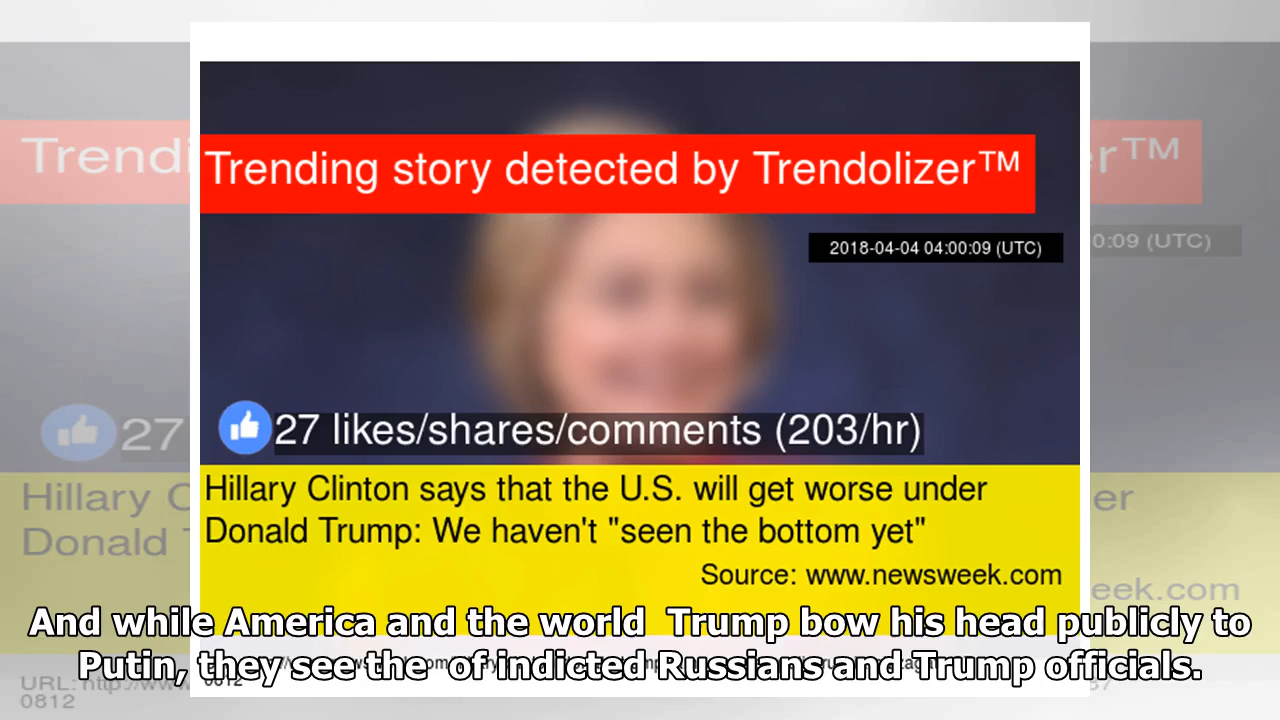 Trending story detected by Trendolizer™
2018-04-04 04:00:09 (UTC)
27 likes/shares/comments (203/hr)
Hillary Clinton says that the U.S. will get worse under
Donald Trump: We haven't "seen the bottom yet"
Source: www.newsweek.com
And while America and the world Trump bow his head publicly to
Putin, they see the of indicted Russians and Trump officials.
0812